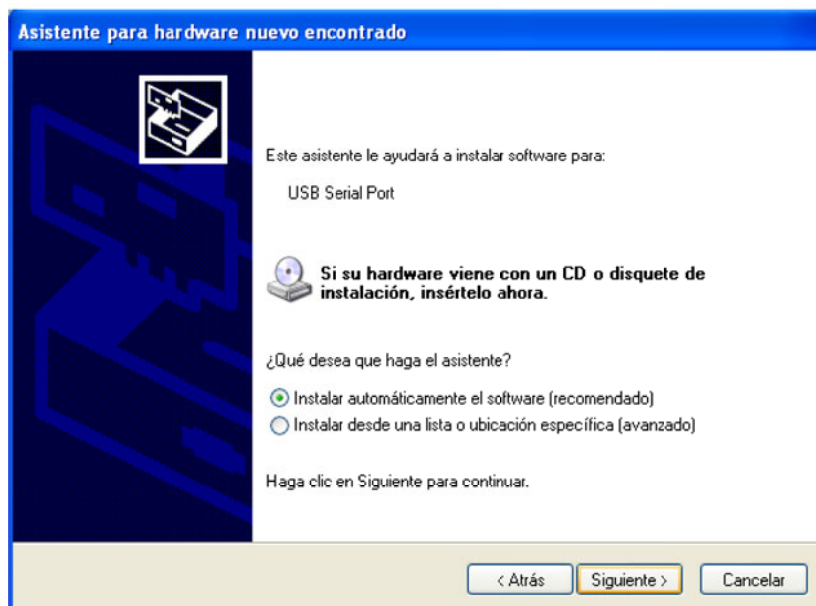 Asistente para hardware nuevo encontrado
Este asistente le ayudará a instalar software para:
USB Serial Port
Si su hardware viene con un CD o disquete de
instalación, insértelo ahora.
¿Qué desea que haga el asistente?
Instalar automáticamente el software (recomendado)
Instalar desde una lista o ubicación específica (avanzado)
Haga clic en Siguiente para continuar.
< Atrás
Siguiente >
Cancelar